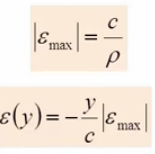 |ε_max| = c/ρ
ε(y) = −(y/c)|ε_max|